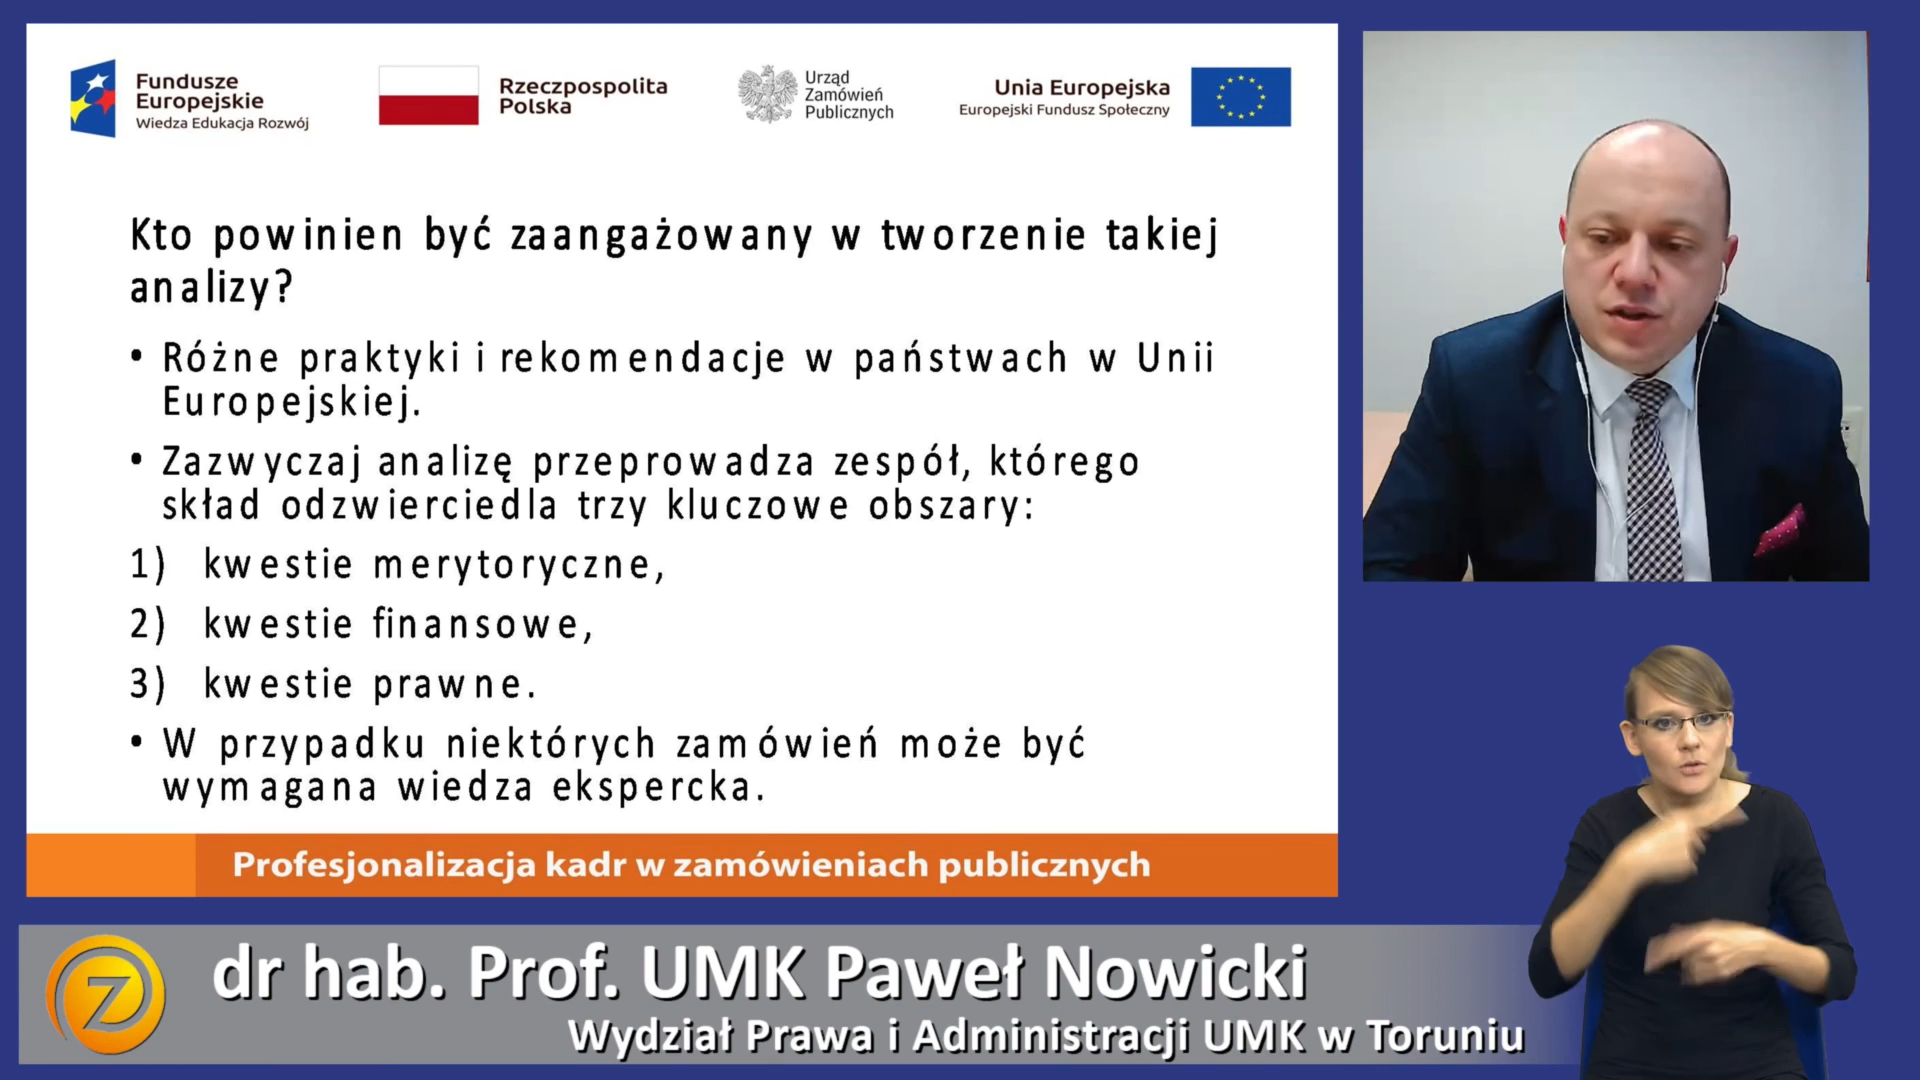 Fundusze
Europejskie
Wiedza Edukacja Rozwój
Rzeczpospolita
Polska
Urząd
Zamówień
Publicznych
Unia Europejska
Europejski Fundusz Społeczny
Kto powinien być zaangażowany w tworzenie takiej
analizy?
• Różne praktyki i rekomendacje w państwach w Unii
Europejskiej.
• Zazwyczaj analizę przeprowadza zespół, którego
skład odzwierciedla trzy kluczowe obszary:
1) kwestie merytoryczne,
2) kwestie finansowe,
3) kwestie prawne.
• W przypadku niektórych zamówień może być
wymagana wiedza ekspercka.
Profesjonalizacja kadr w zamówieniach publicznych
Z
dr hab. Prof. UMK Paweł Nowicki
Wydział Prawa i Administracji UMK w Toruniu